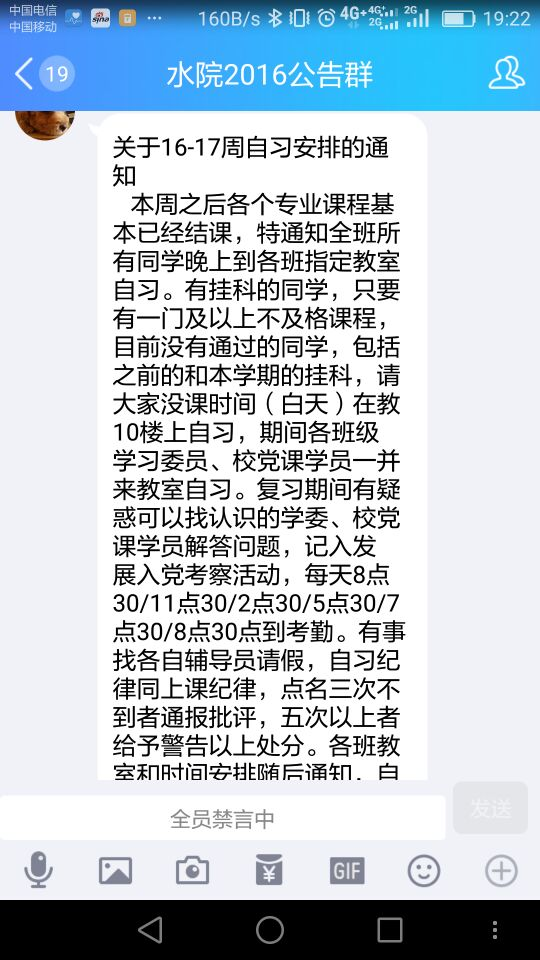 中国电信
中国移动
sina
160B/s
4G+
4G+
2G
2G
19:22
19
水院2016公告群
关于16-17周自习安排的通
知
本周之后各个专业课程基
本已经结课，特通知全班所
有同学晚上到各班指定教室
自习。有挂科的同学，只要
有一门及以上不及格课程，
目前没有通过的同学，包括
之前的和本学期的挂科，请
大家没课时间（白天）在教
10楼上自习，期间各班级
学习委员、校党课学员一并
来教室自习。复习期间有疑
惑可以找认识的学委、校党
课学员解答问题，记入发
展入党考察活动，每天8点
30/11点30/2点30/5点30/7
点30/8点30点到考勤。有事
找各自辅导员请假，自习纪
律同上课纪律，点名三次不
到者通报批评，五次以上者
给予警告以上处分。各班教
室和时间安排随后通知，自
全员禁言中
发送
GIF